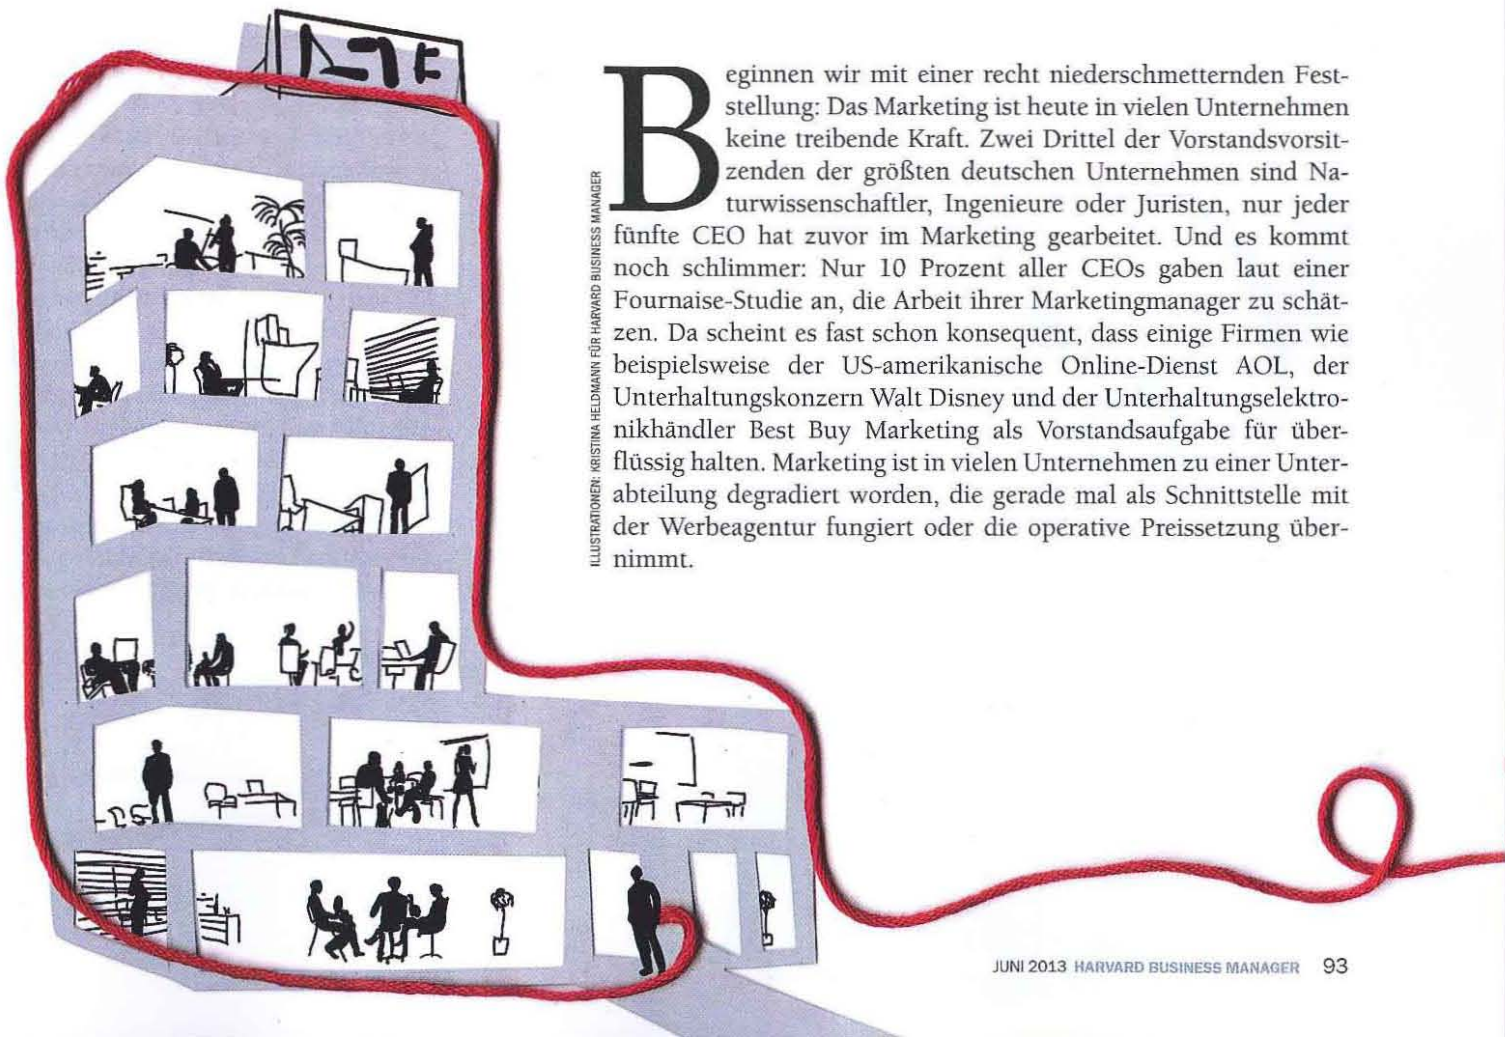 Beginnen wir mit einer recht niederschmetternden Fest-
stellung: Das Marketing ist heute in vielen Unternehmen
keine treibende Kraft. Zwei Drittel der Vorstandsvorsit-
zenden der größten deutschen Unternehmen sind Na-
turwissenschaftler, Ingenieure oder Juristen, nur jeder
fünfte CEO hat zuvor im Marketing gearbeitet. Und es kommt
noch schlimmer: Nur 10 Prozent aller CEOs gaben laut einer
Fournaise-Studie an, die Arbeit ihrer Marketingmanager zu schät-
zen. Da scheint es fast schon konsequent, dass einige Firmen wie
beispielsweise der US-amerikanische Online-Dienst AOL, der
Unterhaltungskonzern Walt Disney und der Unterhaltungselektro-
nikhändler Best Buy Marketing als Vorstandsaufgabe für über-
flüssig halten. Marketing ist in vielen Unternehmen zu einer Unter-
abteilung degradiert worden, die gerade mal als Schnittstelle mit
der Werbeagentur fungiert oder die operative Preissetzung über-
nimmt.
ILLUSTRATIONEN: KRISTINA HELDMANN FÜR HARVARD BUSINESS MANAGER
JUNI 2013 HARVARD BUSINESS MANAGER 93